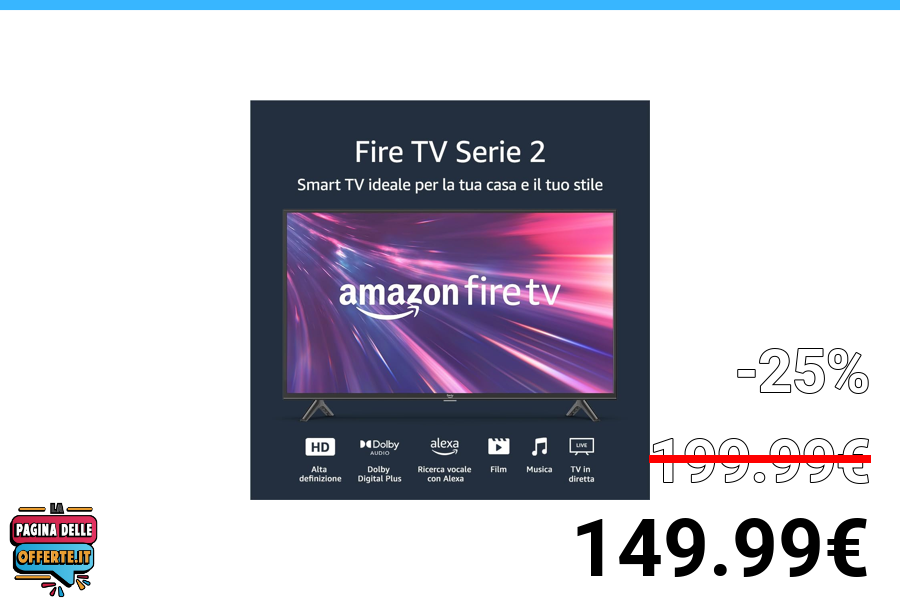 Fire TV Serie 2
Smart TV ideale per la tua casa e il tuo stile
amazon fire tv
HD
Dolby
AUDIO
alexa
LIVE
Alta
definizione
Dolby
Digital Plus
Ricerca vocale
con Alexa
Film
Musica
TV in
diretta
-25%
199.99€
149.99€
LA
PAGINA DELLE
OFFERTE.IT